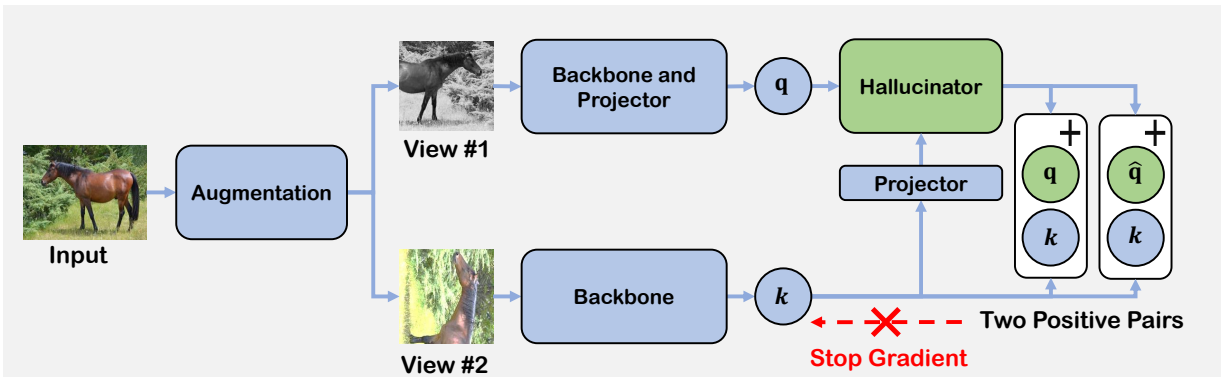 Input
Augmentation
View #1
Backbone and
Projector
q
Hallucinator
Projector
View #2
Backbone
k
+
q
k
+
q̂
k
Two Positive Pairs
Stop Gradient